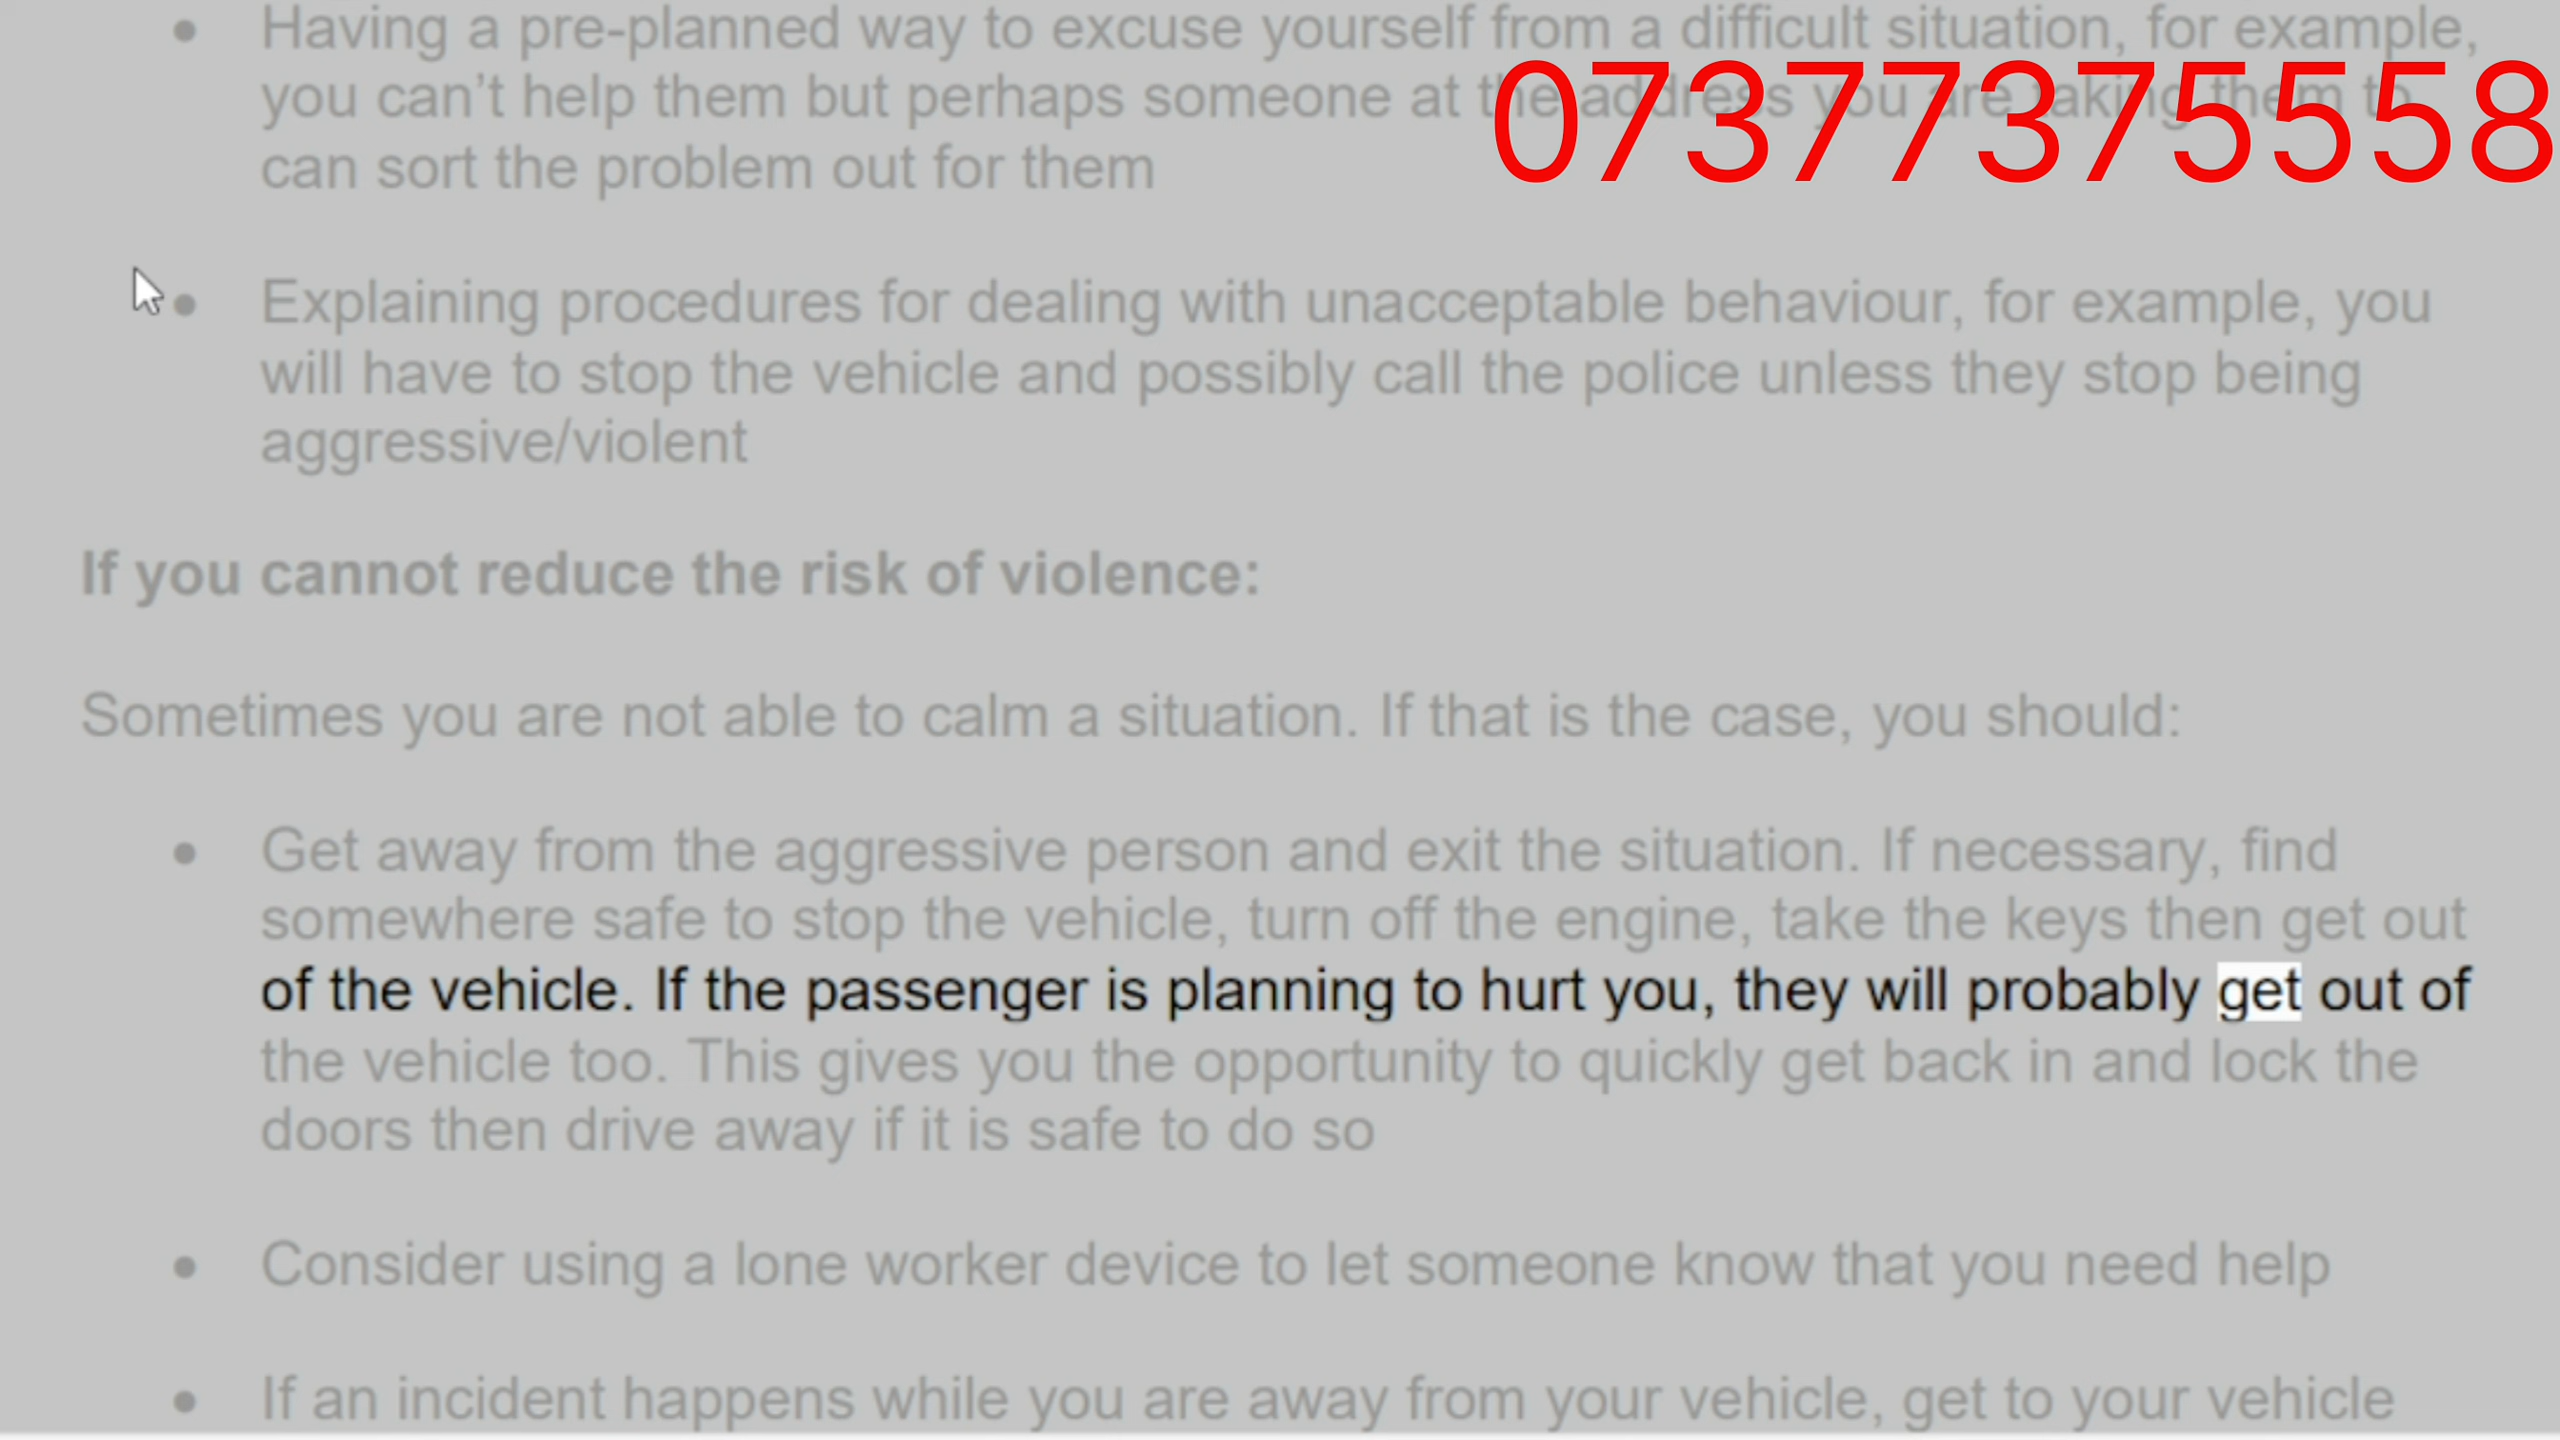 • Having a pre-planned way to excuse yourself from a difficult situation, for example,
you can’t help them but perhaps someone at the address you are taking them to
07377375558
can sort the problem out for them
• Explaining procedures for dealing with unacceptable behaviour, for example, you
will have to stop the vehicle and possibly call the police unless they stop being
aggressive/violent
If you cannot reduce the risk of violence:
Sometimes you are not able to calm a situation. If that is the case, you should:
• Get away from the aggressive person and exit the situation. If necessary, find
somewhere safe to stop the vehicle, turn off the engine, take the keys then get out
of the vehicle. If the passenger is planning to hurt you, they will probably get out of
the vehicle too. This gives you the opportunity to quickly get back in and lock the
doors then drive away if it is safe to do so
• Consider using a lone worker device to let someone know that you need help
• If an incident happens while you are away from your vehicle, get to your vehicle